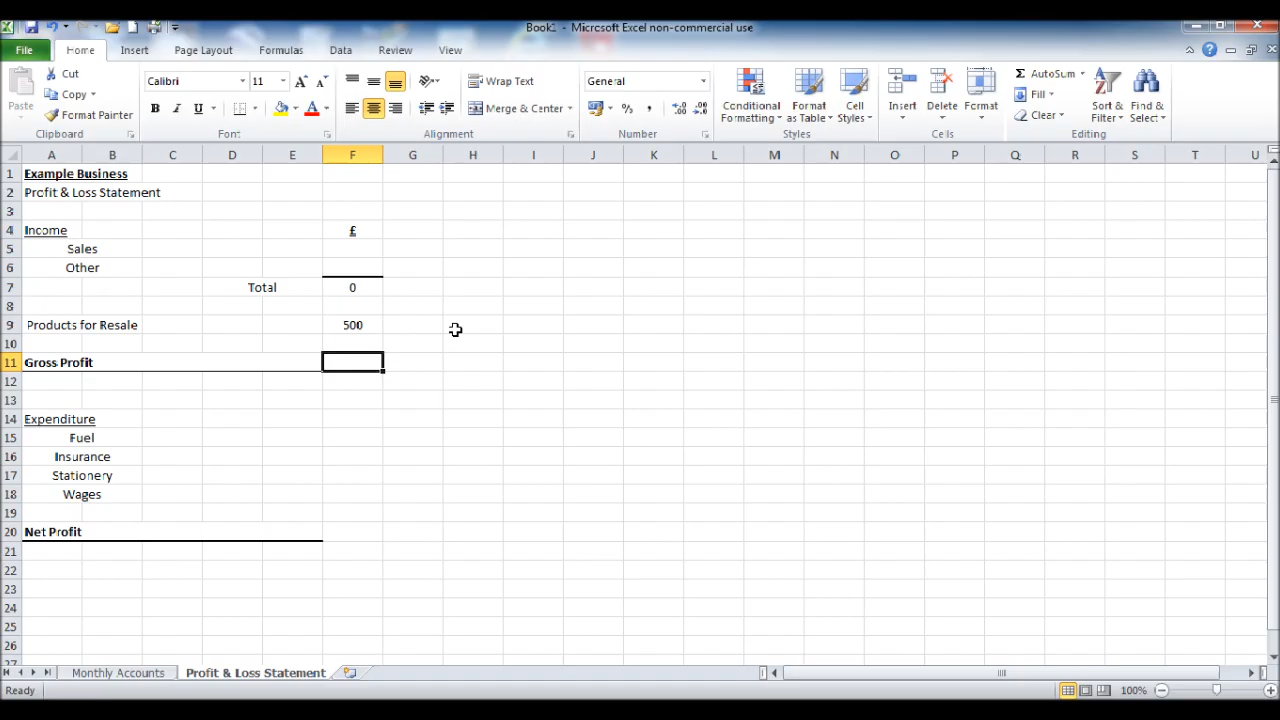 Book1 - Microsoft Excel non-commercial use
File Home Insert Page Layout Formulas Data Review View
Cut
Copy
Format Painter
Paste
Clipboard
Calibri 11
B I U
Font
Wrap Text
Merge & Center
Alignment
General
Number
Conditional Formatting
Format as Table
Cell Styles
Styles
Insert Delete Format
Cells
AutoSum
Fill
Clear
Sort & Filter
Find & Select
Editing
A B C D E F G H I J K L M N O P Q R S T U
1 Example Business
2 Profit & Loss Statement
3
4 Income £
5 Sales
6 Other
7 Total 0
8
9 Products for Resale 500
10
11 Gross Profit
12
13
14 Expenditure
15 Fuel
16 Insurance
17 Stationery
18 Wages
19
20 Net Profit
21
22
23
24
25
26
27
Monthly Accounts Profit & Loss Statement
Ready 100%